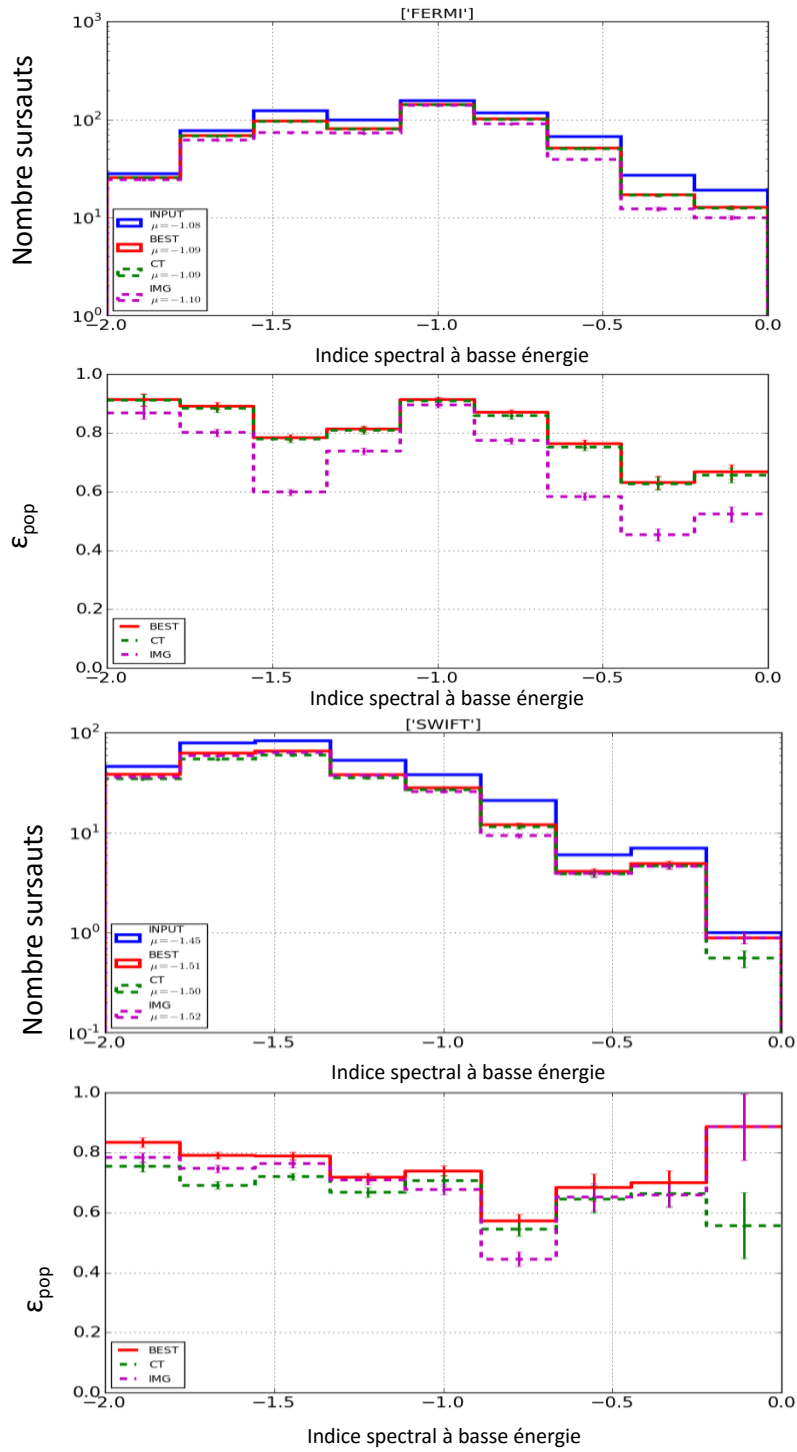 ['FERMI']
Nombre sursauts
10³
10²
10¹
10⁰
INPUT
μ=−1.08
BEST
μ=−1.09
CT
μ=−1.09
IMG
μ=−1.10
−2.0 −1.5 −1.0 −0.5 0.0
Indice spectral à basse énergie
εpop
1.0
0.8
0.6
0.4
0.2
0.0
BEST
CT
IMG
−2.0 −1.5 −1.0 −0.5 0.0
Indice spectral à basse énergie
['SWIFT']
Nombre sursauts
10²
10¹
10⁰
10⁻¹
INPUT
μ=−1.45
BEST
μ=−1.51
CT
μ=−1.50
IMG
μ=−1.52
−2.0 −1.5 −1.0 −0.5 0.0
Indice spectral à basse énergie
εpop
1.0
0.8
0.6
0.4
0.2
0.0
BEST
CT
IMG
−2.0 −1.5 −1.0 −0.5 0.0
Indice spectral à basse énergie